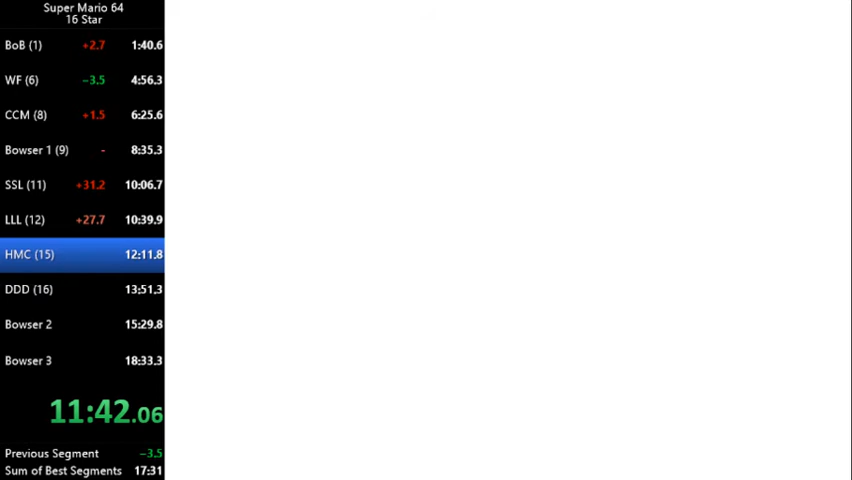 Super Mario 64
16 Star
BoB (1) +2.7 1:40.6
WF (6) −3.5 4:56.3
CCM (8) +1.5 6:25.6
Bowser 1 (9) - 8:35.3
SSL (11) +31.2 10:06.7
LLL (12) +27.7 10:39.9
HMC (15) 12:11.8
DDD (16) 13:51.3
Bowser 2 15:29.8
Bowser 3 18:33.3
11:42.06
Previous Segment −3.5
Sum of Best Segments 17:31